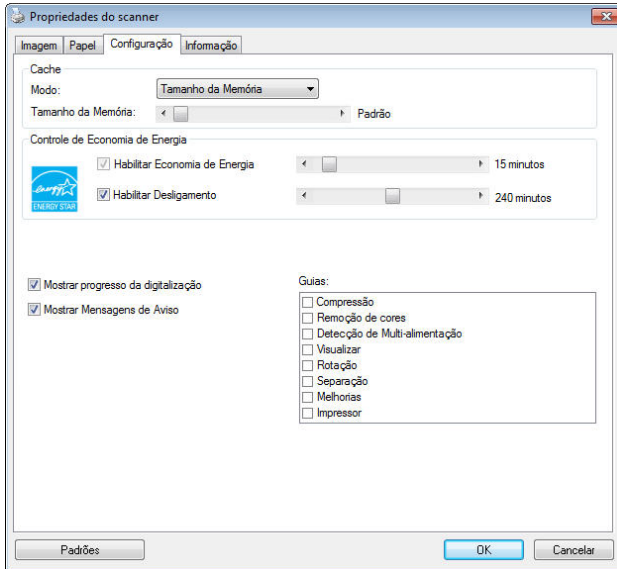 Propriedades do scanner
Imagem Papel Configuração Informação
Cache
Modo: Tamanho da Memória
Tamanho da Memória: Padrão
Controle de Economia de Energia
Habilitar Economia de Energia 15 minutos
Habilitar Desligamento 240 minutos
energy
ENERGY STAR
Mostrar progresso da digitalização
Mostrar Mensagens de Aviso
Guias:
Compressão
Remoção de cores
Detecção de Multi-alimentação
Visualizar
Rotação
Separação
Melhorias
Impressor
Padrões OK Cancelar